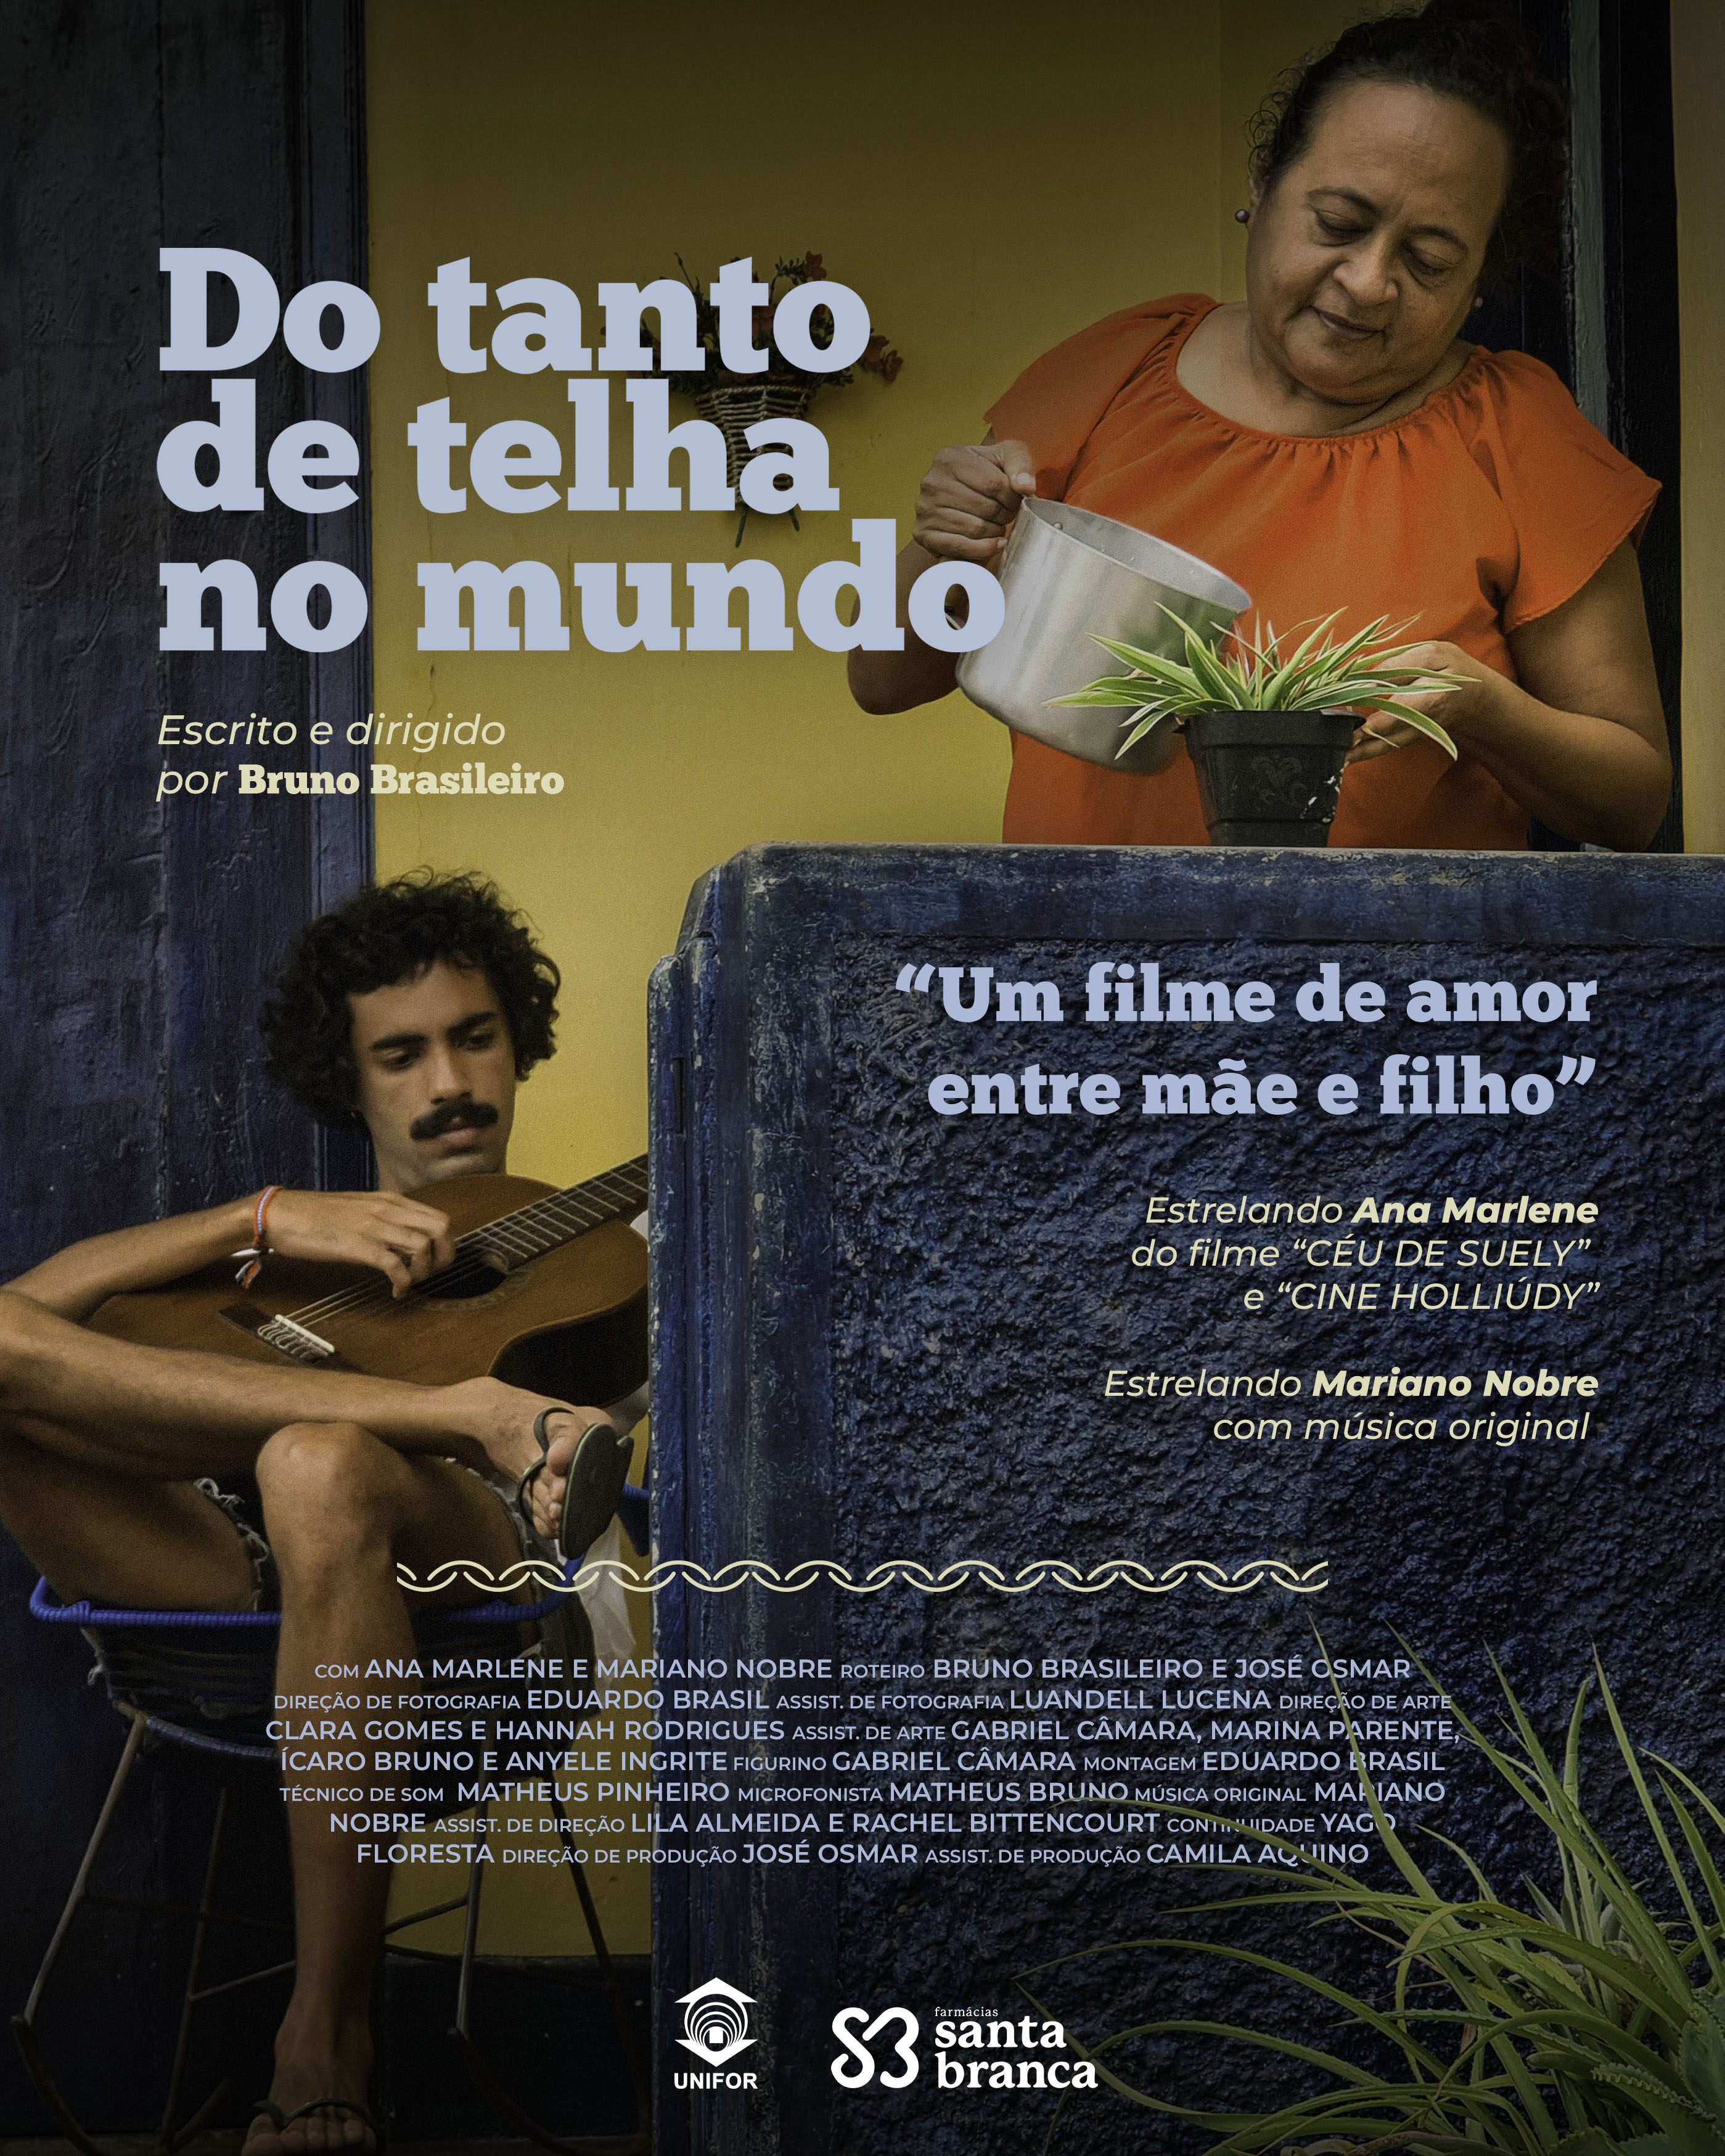 Do tanto
de telha
no mundo
Escrito e dirigido
por Bruno Brasileiro
“Um filme de amor
entre mãe e filho”
Estrelando Ana Marlene
do filme “CÉU DE SUELY”
e “CINE HOLLIÚDY”
Estrelando Mariano Nobre
com música original
COM ANA MARLENE E MARIANO NOBRE ROTEIRO BRUNO BRASILEIRO E JOSÉ OSMAR
DIREÇÃO DE FOTOGRAFIA EDUARDO BRASIL ASSIST. DE FOTOGRAFIA LUANDELL LUCENA DIREÇÃO DE ARTE
CLARA GOMES E HANNAH RODRIGUES ASSIST. DE ARTE GABRIEL CÂMARA, MARINA PARENTE,
ÍCARO BRUNO E ANYELE INGRITE FIGURINO GABRIEL CÂMARA MONTAGEM EDUARDO BRASIL
TÉCNICO DE SOM MATHEUS PINHEIRO MICROFONISTA MATHEUS BRUNO MÚSICA ORIGINAL MARIANO
NOBRE ASSIST. DE DIREÇÃO LILA ALMEIDA E RACHEL BITTENCOURT CONTINUIDADE YAGO
FLORESTA DIREÇÃO DE PRODUÇÃO JOSÉ OSMAR ASSIST. DE PRODUÇÃO CAMILA AQUINO
UNIFOR
farmácias
santa
branca